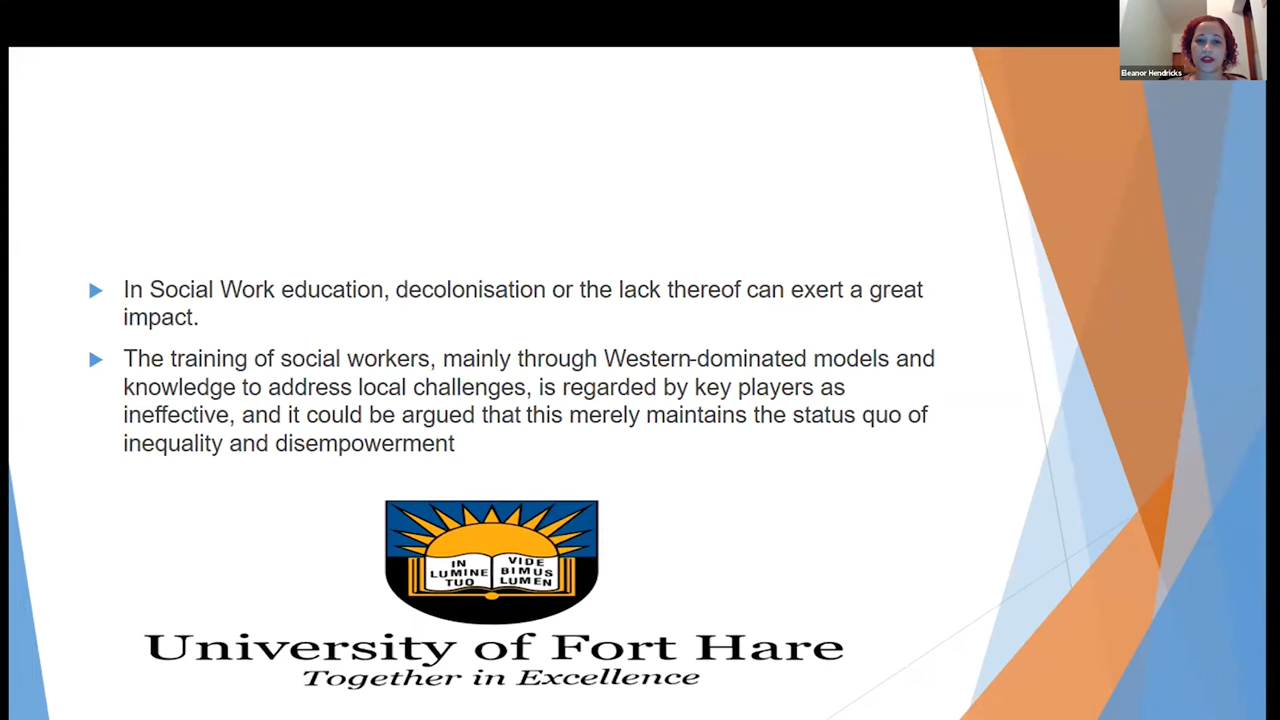 Eleanor Hendricks
In Social Work education, decolonisation or the lack thereof can exert a great
impact.
The training of social workers, mainly through Western-dominated models and
knowledge to address local challenges, is regarded by key players as
ineffective, and it could be argued that this merely maintains the status quo of
inequality and disempowerment
IN
LUMINE
TUO
VIDE
BIMUS
LUMEN
University of Fort Hare
Together in Excellence